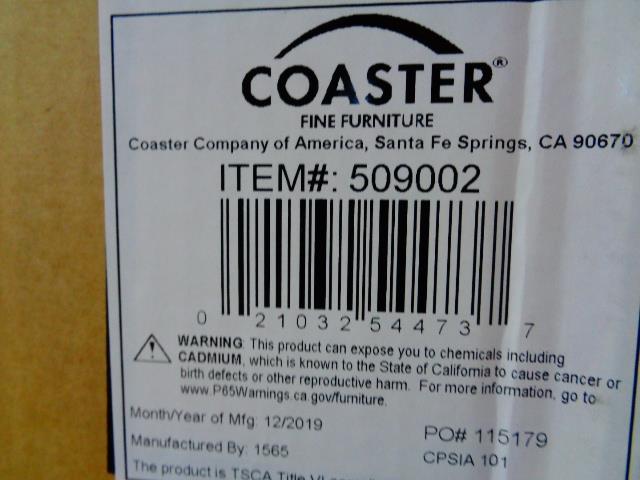 COASTER®
FINE FURNITURE
Coaster Company of America, Santa Fe Springs, CA 90670
ITEM#: 509002
0 21032 54473 7
WARNING: This product can expose you to chemicals including
CADMIUM, which is known to the State of California to cause cancer or
birth defects or other reproductive harm. For more information, go to
www.P65Warnings.ca.gov/furniture.
Month/Year of Mfg: 12/2019
PO# 115179
Manufactured By: 1565
CPSIA 101
The product is TSCA Title VI